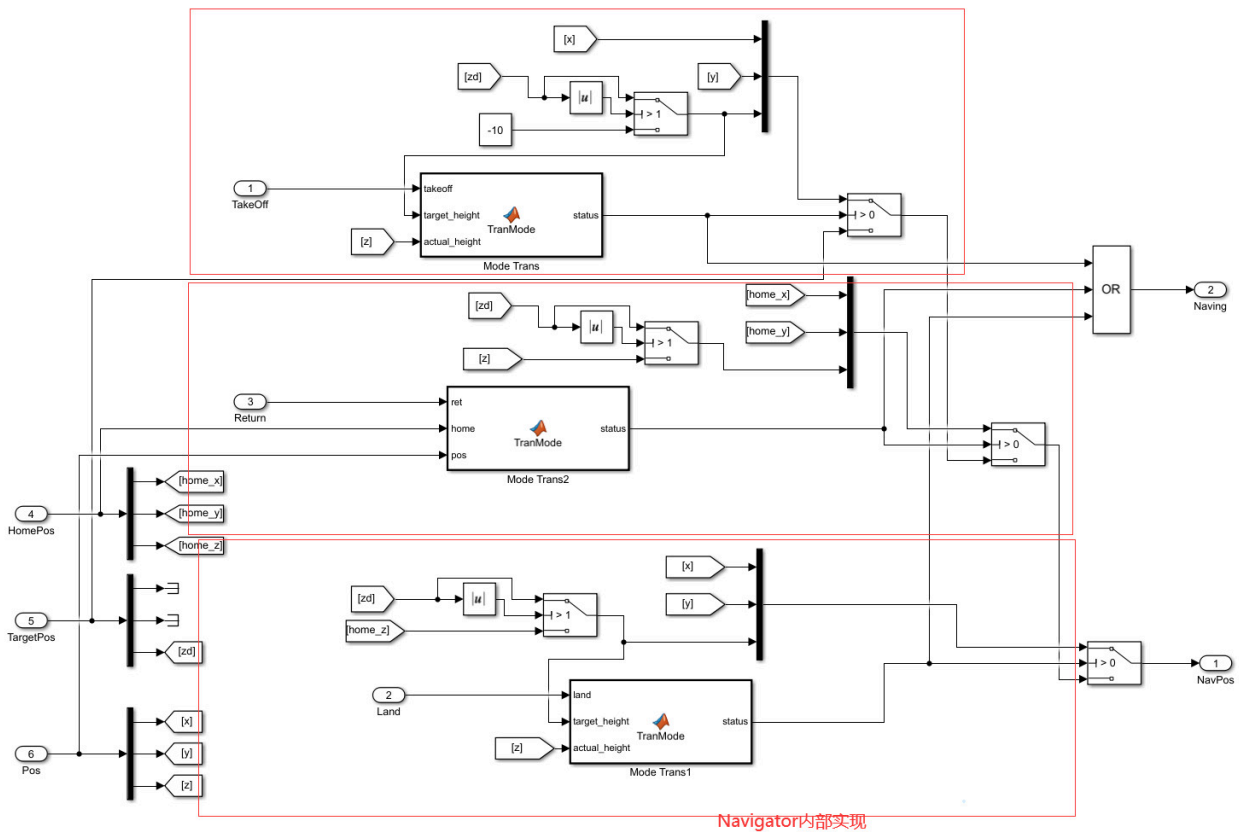 [x]
[zd]
[y]
|u|
> 1
-10
1
TakeOff
takeoff
target_height
actual_height
status
TranMode
[z]
Mode Trans
> 0
OR
2
Naving
[zd]
|u|
> 1
[z]
[home_x]
[home_y]
3
Return
ret
home
pos
status
TranMode
Mode Trans2
> 0
4
HomePos
[home_x]
[home_y]
[home_z]
5
TargetPos
[zd]
6
Pos
[x]
[y]
[z]
[zd]
|u|
> 1
[home_z]
[x]
[y]
2
Land
land
target_height
actual_height
status
TranMode
[z]
Mode Trans1
> 0
1
NavPos
Navigator内部实现